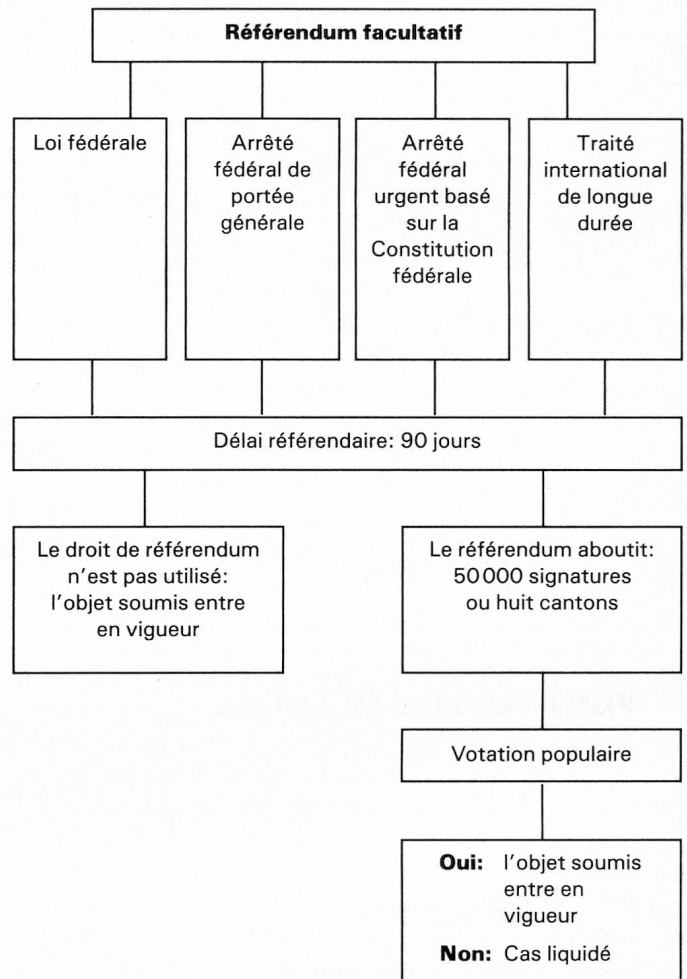 Référendum facultatif
Loi fédérale
Arrêté
fédéral de
portée
générale
Arrêté
fédéral
urgent basé
sur la
Constitution
fédérale
Traité
international
de longue
durée
Délai référendaire: 90 jours
Le droit de référendum
n'est pas utilisé:
l'objet soumis entre
en vigueur
Le référendum aboutit:
50 000 signatures
ou huit cantons
Votation populaire
Oui: l'objet soumis
entre en
vigueur
Non: Cas liquidé